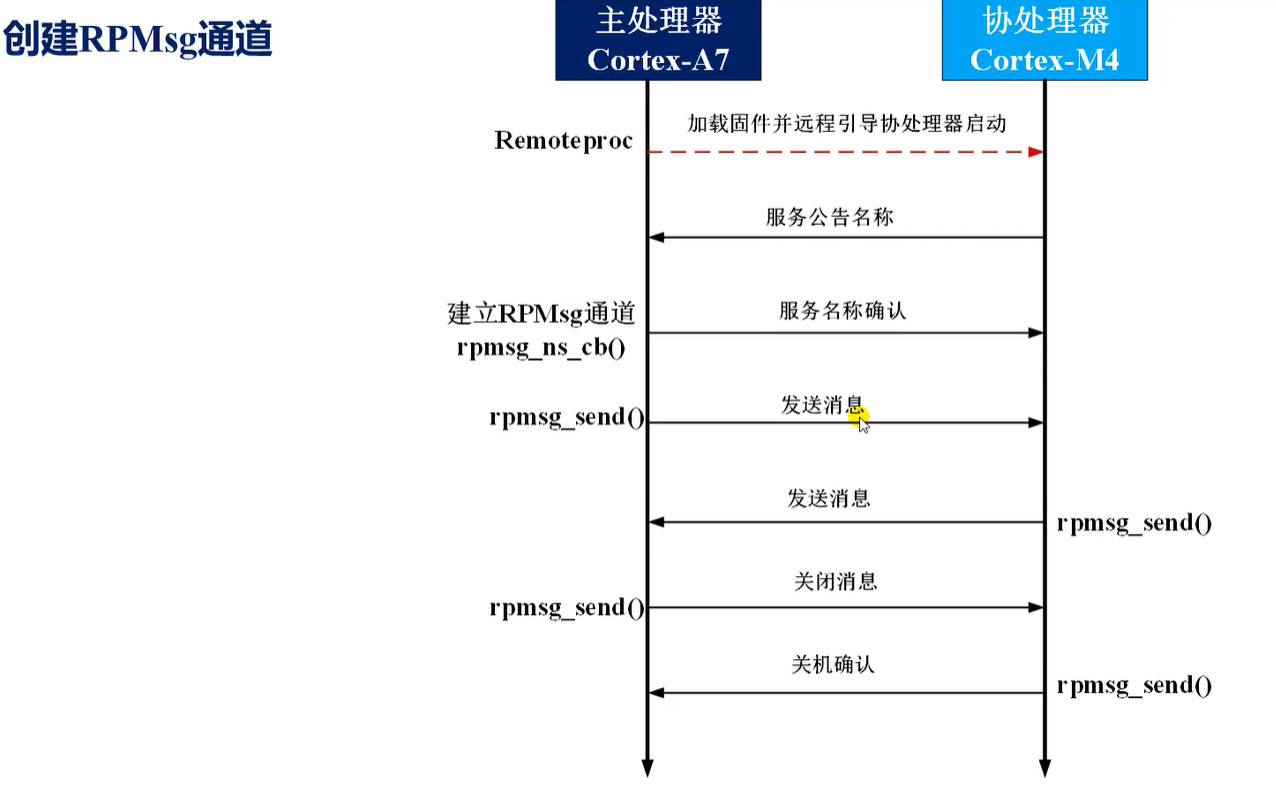 创建RPMsg通道
主处理器
Cortex-A7
协处理器
Cortex-M4
Remoteproc
加载固件并远程引导协处理器启动
服务公告名称
建立RPMsg通道
rpmsg_ns_cb()
服务名称确认
rpmsg_send()
发送消息
发送消息
rpmsg_send()
rpmsg_send()
关闭消息
关机确认
rpmsg_send()